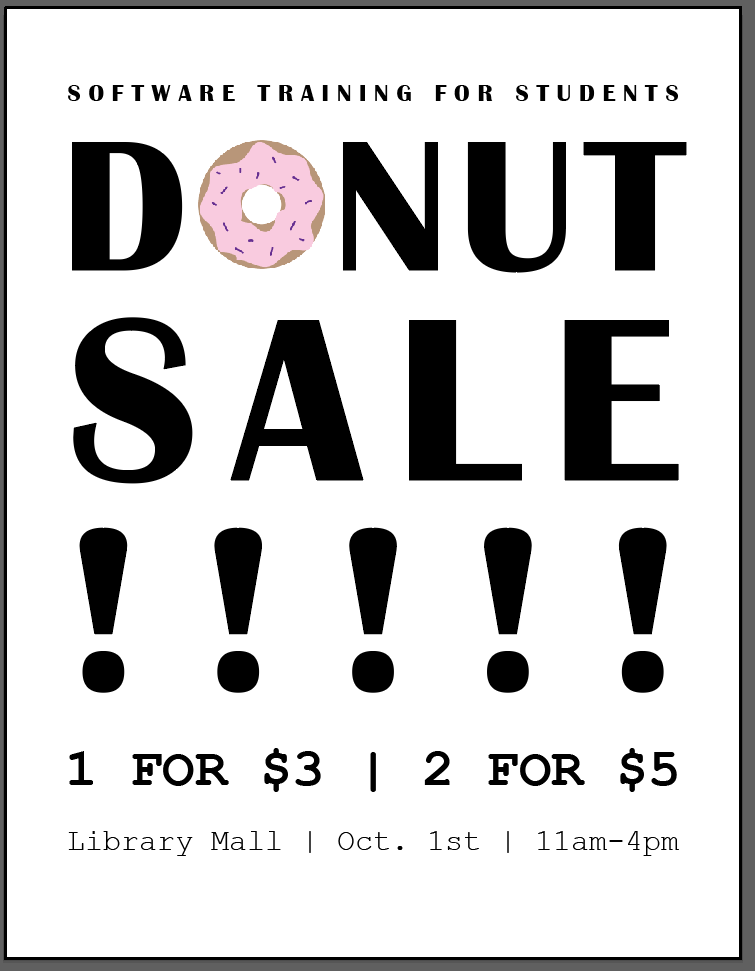 SOFTWARE TRAINING FOR STUDENTS
DONUT
SALE
!!!!!
1 FOR $3 | 2 FOR $5
Library Mall | Oct. 1st | 11am-4pm